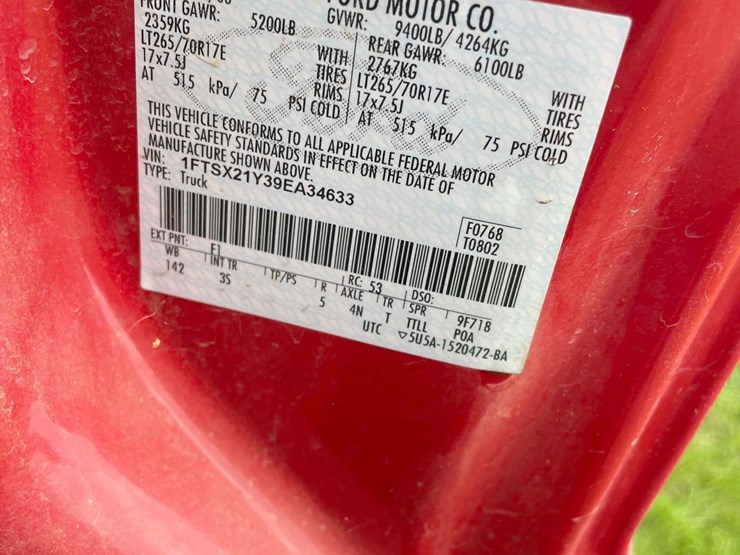 FORD MOTOR CO.
FRONT GAWR: 5200LB
2359KG WITH
LT265/70R17E TIRES
17x7.5J RIMS
AT 515 kPa/ 75 PSI COLD
GVWR: 9400LB/ 4264KG
REAR GAWR: 6100LB
2767KG WITH
LT265/70R17E TIRES
17x7.5J RIMS
AT 515 kPa/ 75 PSI COLD
THIS VEHICLE CONFORMS TO ALL APPLICABLE FEDERAL MOTOR
VEHICLE SAFETY STANDARDS IN EFFECT ON THE DATE OF
MANUFACTURE SHOWN ABOVE.
VIN: 1FTSX21Y39EA34633
TYPE: Truck
F0768
T0802
EXT PNT: F1 RC: 53 DSO:
WB INT TR TP/PS R AXLE TR SPR 9F718
142 3S 5 4N T TTLL POA
UTC ▽5U5A-1520472-BA